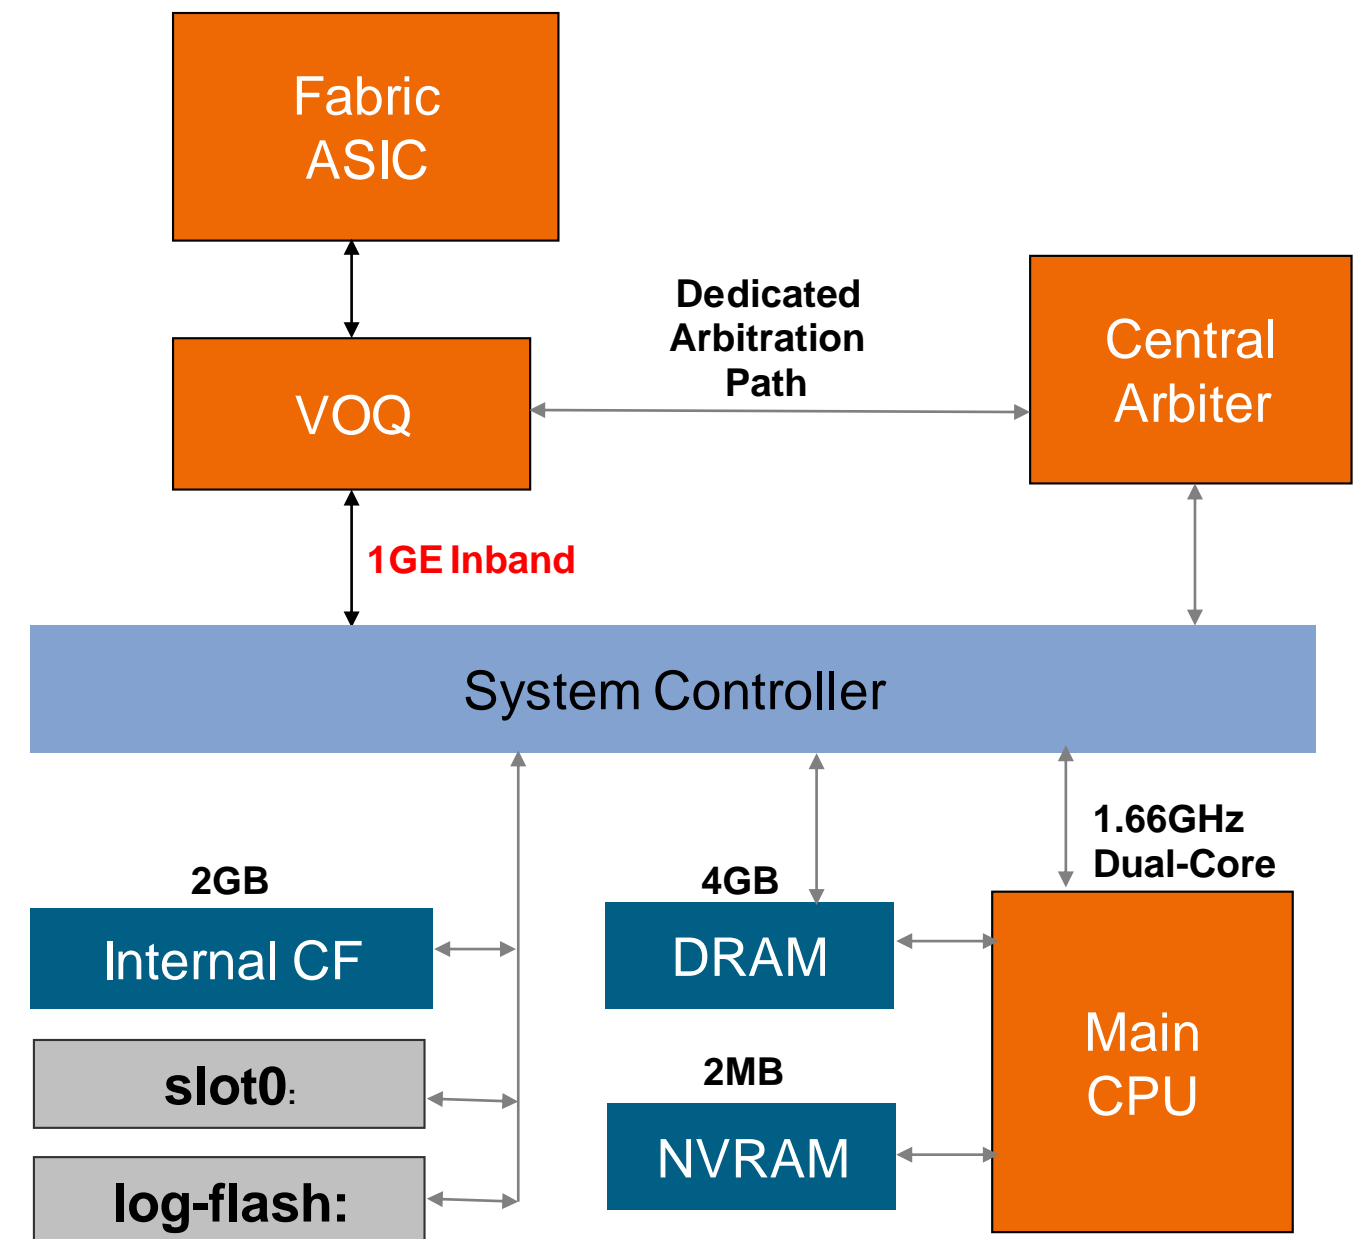 Fabric
ASIC
Dedicated
Arbitration
Path
Central
Arbiter
VOQ
1GE Inband
System Controller
1.66GHz
Dual-Core
2GB
4GB
Internal CF
DRAM
Main
CPU
slot0:
2MB
NVRAM
log-flash: